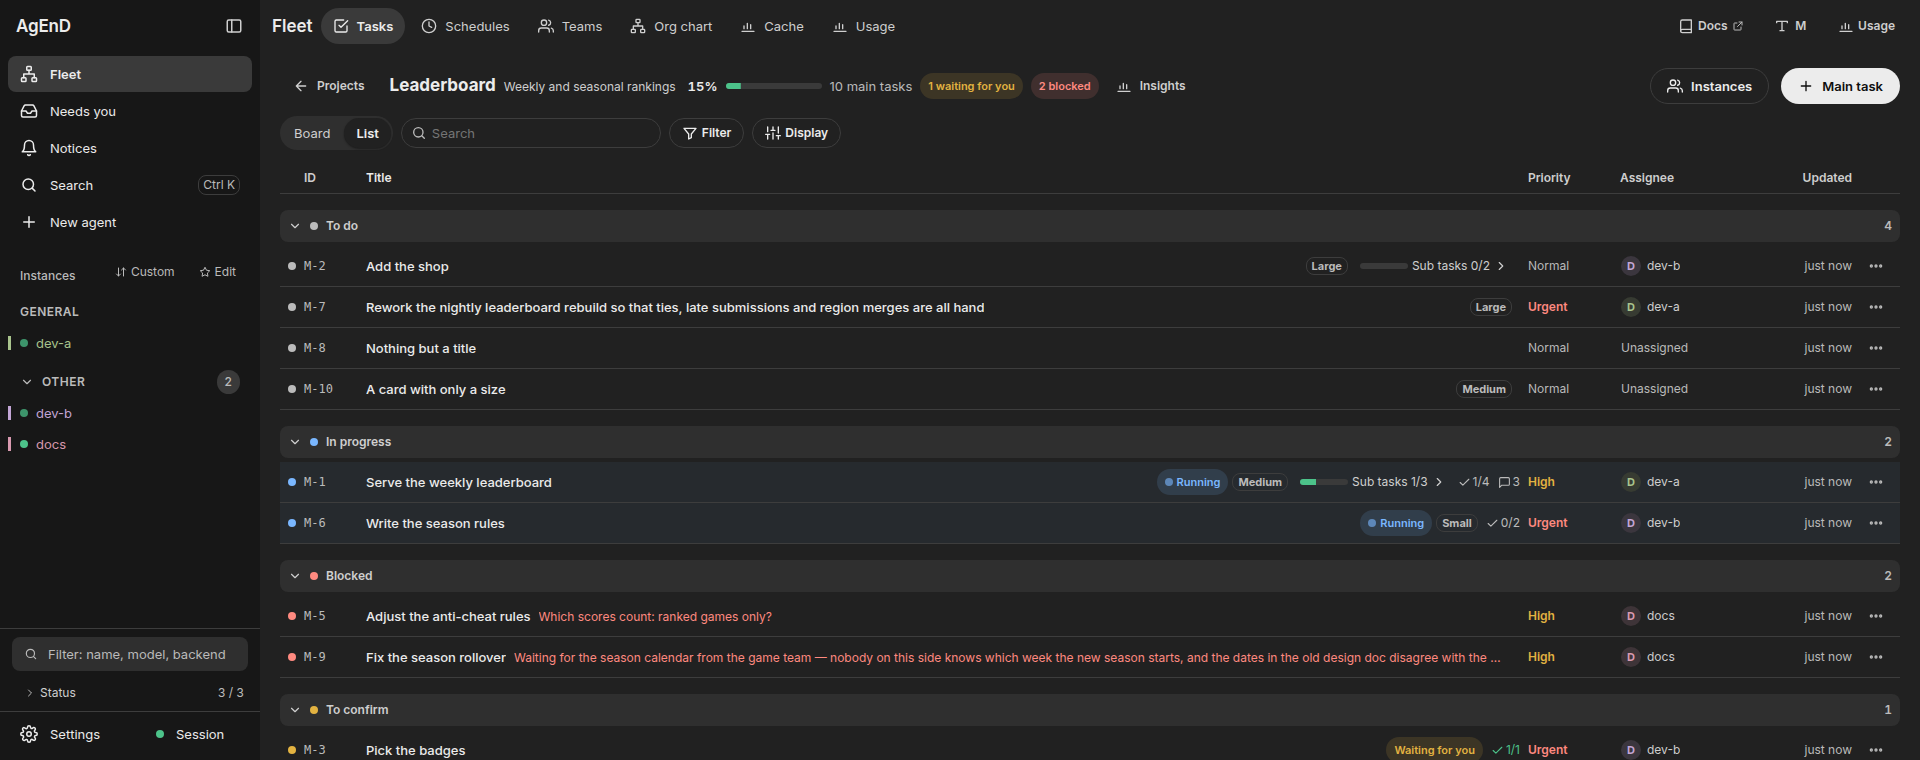 AgEnD
Fleet
Needs you
Notices
Search Ctrl K
New agent
Instances Custom Edit
GENERAL
dev-a
OTHER 2
dev-b
docs
Filter: name, model, backend
Status 3 / 3
Settings Session
Fleet Tasks Schedules Teams Org chart Cache Usage Docs M Usage
Projects Leaderboard Weekly and seasonal rankings 15% 10 main tasks 1 waiting for you 2 blocked Insights Instances Main task
Board List Search Filter Display
ID Title Priority Assignee Updated
To do 4
M-2 Add the shop Large Sub tasks 0/2 Normal D dev-b just now
M-7 Rework the nightly leaderboard rebuild so that ties, late submissions and region merges are all hand Large Urgent D dev-a just now
M-8 Nothing but a title Normal Unassigned just now
M-10 A card with only a size Medium Normal Unassigned just now
In progress 2
M-1 Serve the weekly leaderboard Running Medium Sub tasks 1/3 1/4 3 High D dev-a just now
M-6 Write the season rules Running Small 0/2 Urgent D dev-b just now
Blocked 2
M-5 Adjust the anti-cheat rules Which scores count: ranked games only? High D docs just now
M-9 Fix the season rollover Waiting for the season calendar from the game team — nobody on this side knows which week the new season starts, and the dates in the old design doc disagree with the ... High D docs just now
To confirm 1
M-3 Pick the badges Waiting for you 1/1 Urgent D dev-b just now